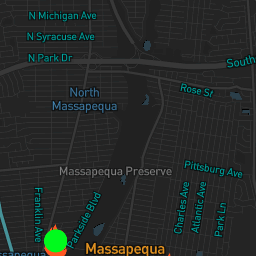 N Michigan Ave
N Syracuse Ave
N Park Dr
South
Rose St
North
Massapequa
Massapequa Preserve
Pittsburg Ave
Franklin Ave
Parkside Blvd
Charles Ave
Atlantic Ave
Park Ln
Massapequa